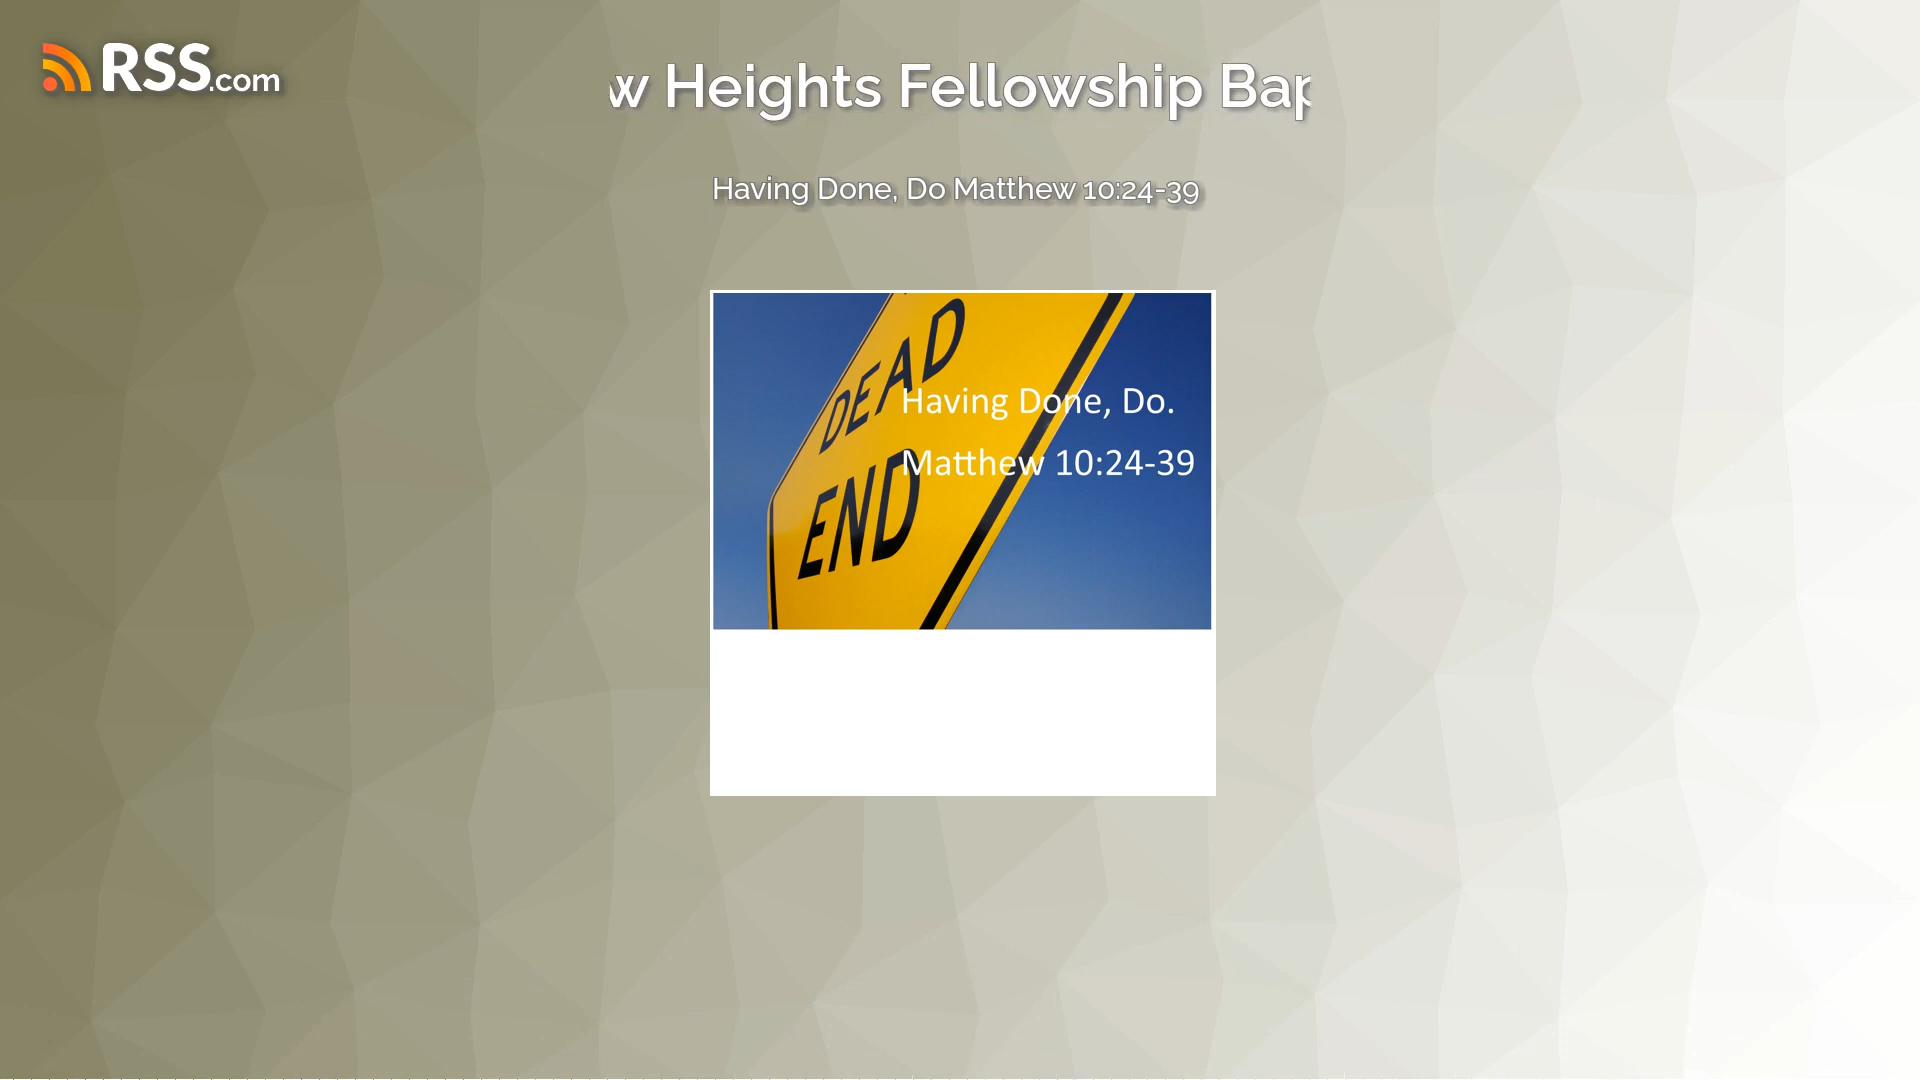 RSS.com
w Heights Fellowship Bap
Having Done, Do Matthew 10:24-39
DEAD
END
Having Done, Do.
Matthew 10:24-39